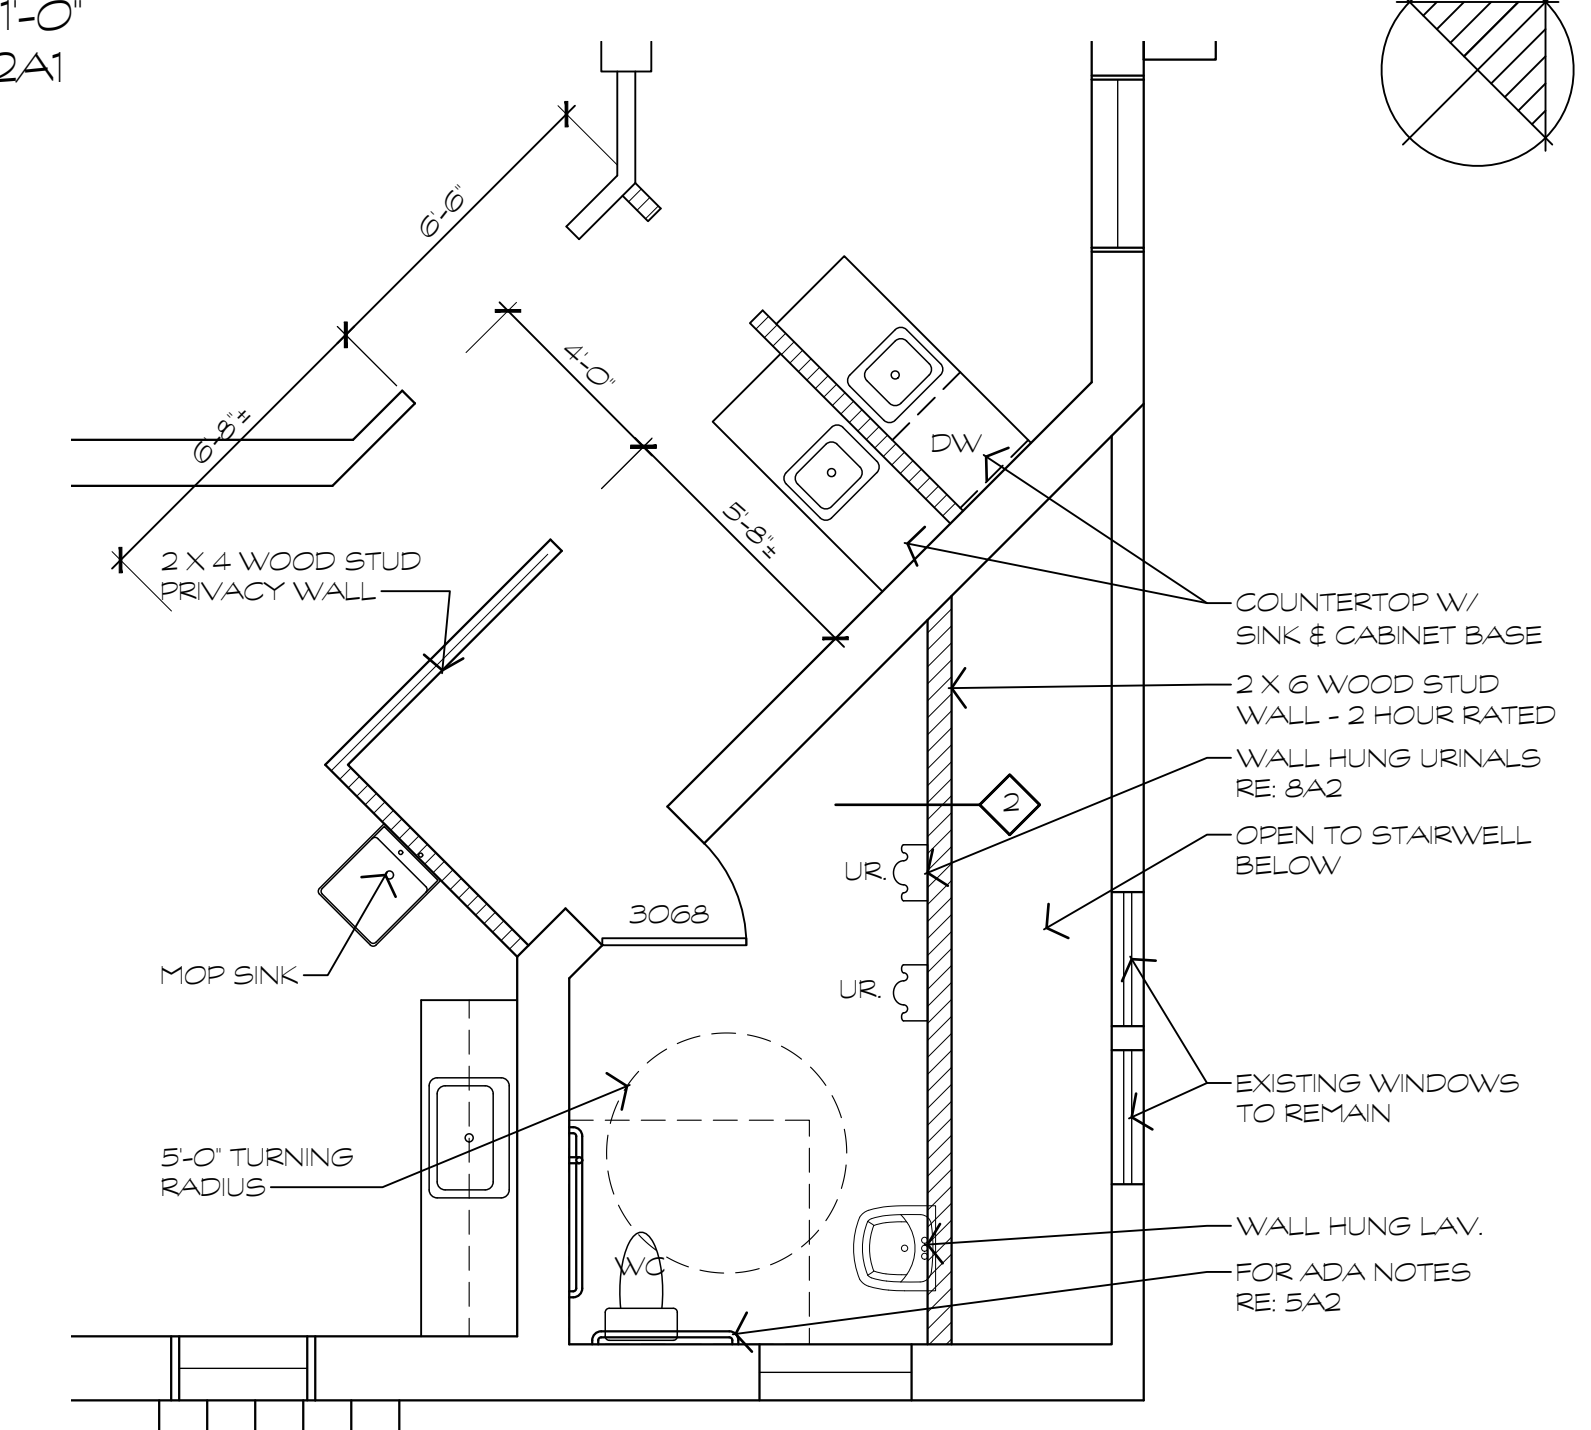 1'-0"
2A1
6'-6"
4'-0"
6'-8"±
DW
5'-8"±
2 X 4 WOOD STUD
PRIVACY WALL
COUNTERTOP W/
SINK & CABINET BASE
2 X 6 WOOD STUD
WALL - 2 HOUR RATED
WALL HUNG URINALS
RE: 8A2
2
OPEN TO STAIRWELL
BELOW
UR.
3068
MOP SINK
UR.
EXISTING WINDOWS
TO REMAIN
5'-0" TURNING
RADIUS
WALL HUNG LAV.
WC
FOR ADA NOTES
RE: 5A2